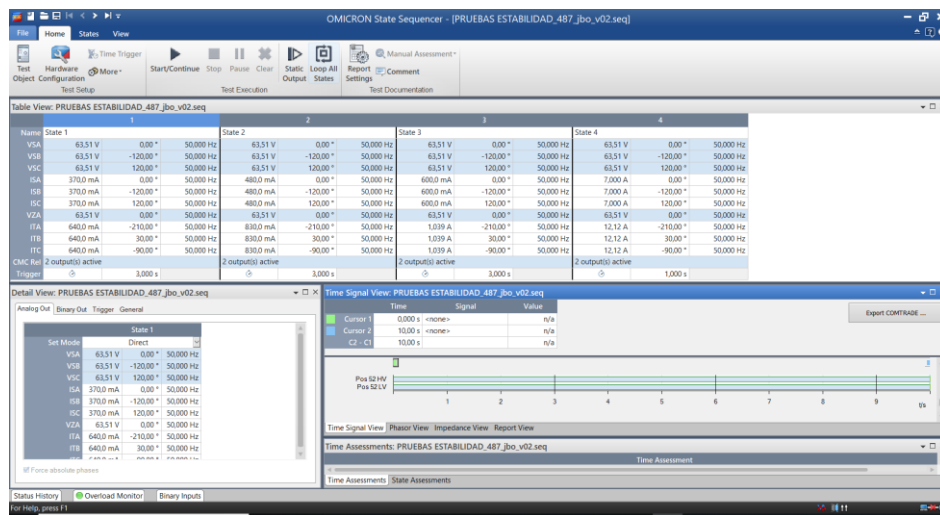 OMICRON State Sequencer - [PRUEBAS ESTABILIDAD_487_jbo_v02.seq]
File Home States View
Test Object
Hardware Configuration
Time Trigger
More
Test Setup
Start/Continue Stop Pause Clear
Static Output
Loop All States
Test Execution
Report Settings
Manual Assessment
Comment
Test Documentation
Table View: PRUEBAS ESTABILIDAD_487_jbo_v02.seq
1 2 3 4
Name State 1 State 2 State 3 State 4
VSA 63,51 V 0,00 ° 50,000 Hz 63,51 V 0,00 ° 50,000 Hz 63,51 V 0,00 ° 50,000 Hz 63,51 V 0,00 ° 50,000 Hz
VSB 63,51 V -120,00 ° 50,000 Hz 63,51 V -120,00 ° 50,000 Hz 63,51 V -120,00 ° 50,000 Hz 63,51 V -120,00 ° 50,000 Hz
VSC 63,51 V 120,00 ° 50,000 Hz 63,51 V 120,00 ° 50,000 Hz 63,51 V 120,00 ° 50,000 Hz 63,51 V 120,00 ° 50,000 Hz
ISA 370,0 mA 0,00 ° 50,000 Hz 480,0 mA 0,00 ° 50,000 Hz 600,0 mA 0,00 ° 50,000 Hz 7,000 A 0,00 ° 50,000 Hz
ISB 370,0 mA -120,00 ° 50,000 Hz 480,0 mA -120,00 ° 50,000 Hz 600,0 mA -120,00 ° 50,000 Hz 7,000 A -120,00 ° 50,000 Hz
ISC 370,0 mA 120,00 ° 50,000 Hz 480,0 mA 120,00 ° 50,000 Hz 600,0 mA 120,00 ° 50,000 Hz 7,000 A 120,00 ° 50,000 Hz
VZA 63,51 V 0,00 ° 50,000 Hz 63,51 V 0,00 ° 50,000 Hz 63,51 V 0,00 ° 50,000 Hz 63,51 V 0,00 ° 50,000 Hz
ITA 640,0 mA -210,00 ° 50,000 Hz 830,0 mA -210,00 ° 50,000 Hz 1,039 A -210,00 ° 50,000 Hz 12,12 A -210,00 ° 50,000 Hz
ITB 640,0 mA 30,00 ° 50,000 Hz 830,0 mA 30,00 ° 50,000 Hz 1,039 A 30,00 ° 50,000 Hz 12,12 A 30,00 ° 50,000 Hz
ITC 640,0 mA -90,00 ° 50,000 Hz 830,0 mA -90,00 ° 50,000 Hz 1,039 A -90,00 ° 50,000 Hz 12,12 A -90,00 ° 50,000 Hz
CMC Rel 2 output(s) active 2 output(s) active 2 output(s) active 2 output(s) active
Trigger 3,000 s 3,000 s 3,000 s 1,000 s
Detail View: PRUEBAS ESTABILIDAD_487_jbo_v02.seq
Analog Out Binary Out Trigger General
State 1
Set Mode Direct
VSA 63,51 V 0,00 ° 50,000 Hz
VSB 63,51 V -120,00 ° 50,000 Hz
VSC 63,51 V 120,00 ° 50,000 Hz
ISA 370,0 mA 0,00 ° 50,000 Hz
ISB 370,0 mA -120,00 ° 50,000 Hz
ISC 370,0 mA 120,00 ° 50,000 Hz
VZA 63,51 V 0,00 ° 50,000 Hz
ITA 640,0 mA -210,00 ° 50,000 Hz
ITB 640,0 mA 30,00 ° 50,000 Hz
Force absolute phases
Time Signal View: PRUEBAS ESTABILIDAD_487_jbo_v02.seq
Time Signal Value
Cursor 1 0,000 s <none> n/a
Cursor 2 10,00 s <none> n/a
C2 - C1 10,00 s n/a
Export COMTRADE ...
Pos 52 HV
Pos 52 LV
1 2 3 4 5 6 7 8 9 t/s
Time Signal View Phasor View Impedance View Report View
Time Assessments: PRUEBAS ESTABILIDAD_487_jbo_v02.seq
Time Assessment
Time Assessments State Assessments
Status History Overload Monitor Binary Inputs
For Help, press F1